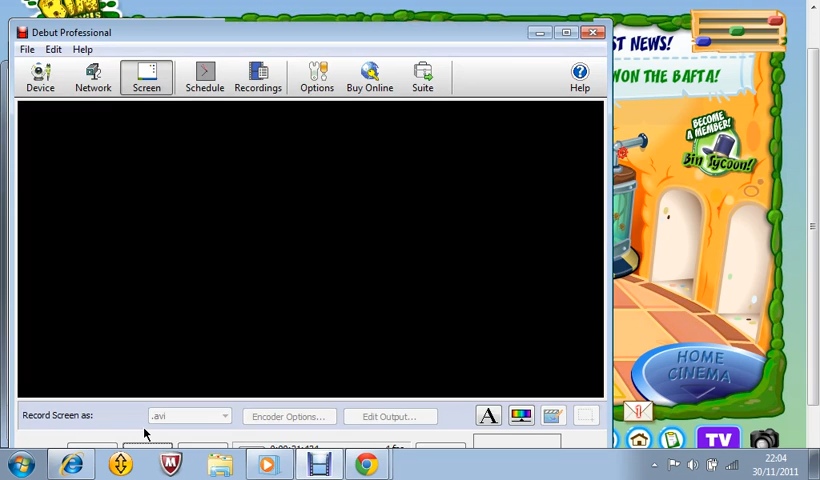 Debut Professional
File Edit Help
Device Network Screen Schedule Recordings Options Buy Online Suite Help
ST NEWS!
WON THE BAFTA!
BECOME
A MEMBER!
Bin Tycoon!
HOME
CINEMA
Record Screen as: .avi Encoder Options... Edit Output...
A
TV
22:04
30/11/2011